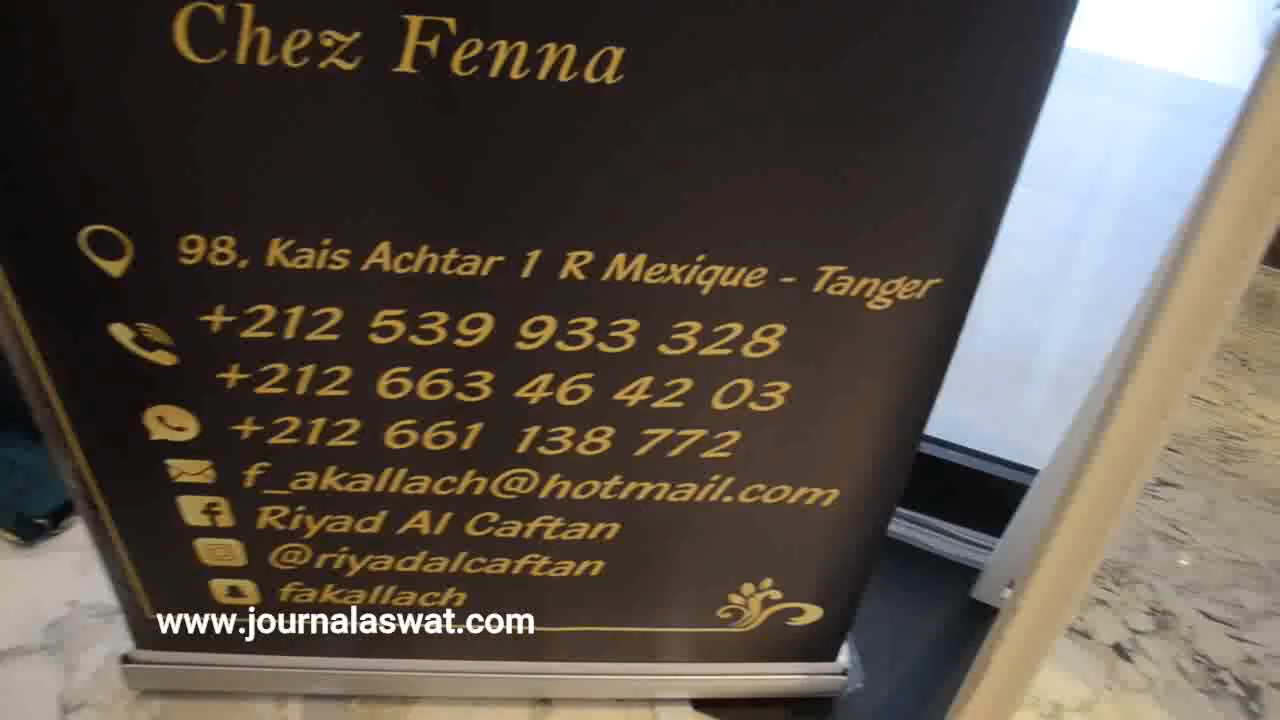 Chez Fenna
98, Kais Achtar 1 R Mexique - Tanger
+212 539 933 328
+212 663 46 42 03
+212 661 138 772
f_akallach@hotmail.com
Riyad Al Caftan
@riyadalcaftan
fakallach
www.journalaswat.com